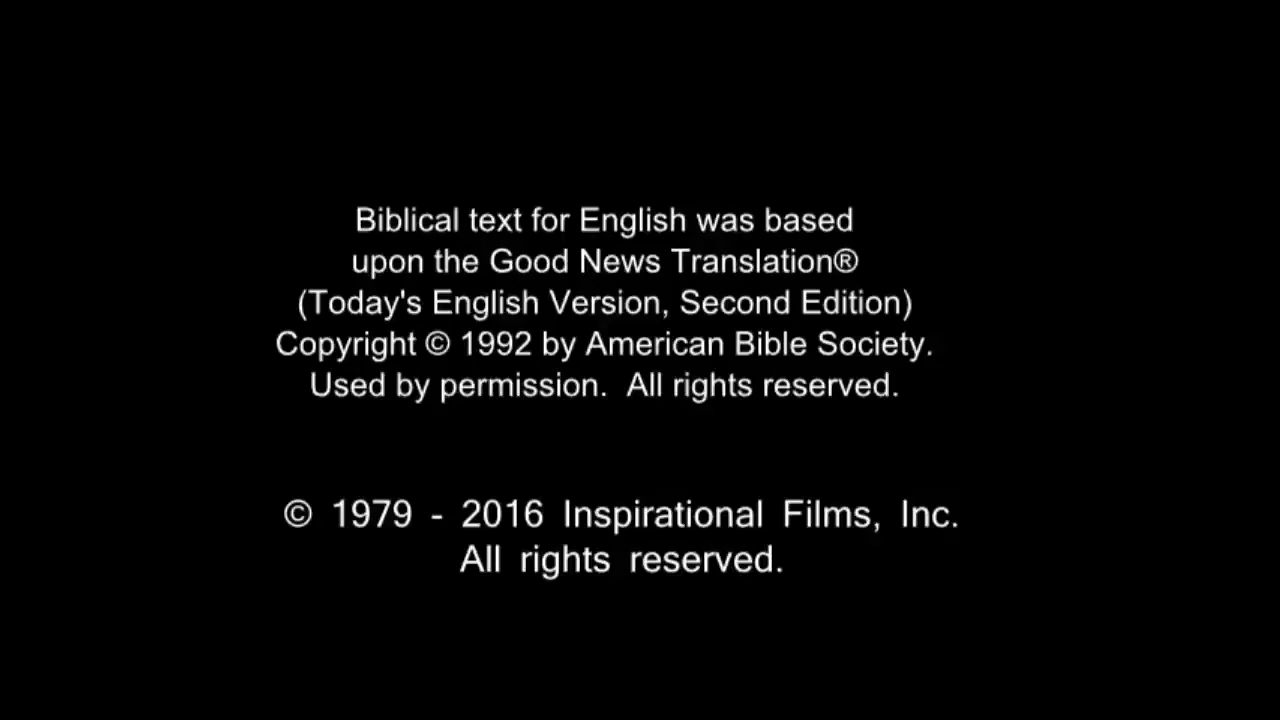 Biblical text for English was based
upon the Good News Translation®
(Today's English Version, Second Edition)
Copyright © 1992 by American Bible Society.
Used by permission.  All rights reserved.
© 1979 - 2016 Inspirational Films, Inc.
All rights reserved.